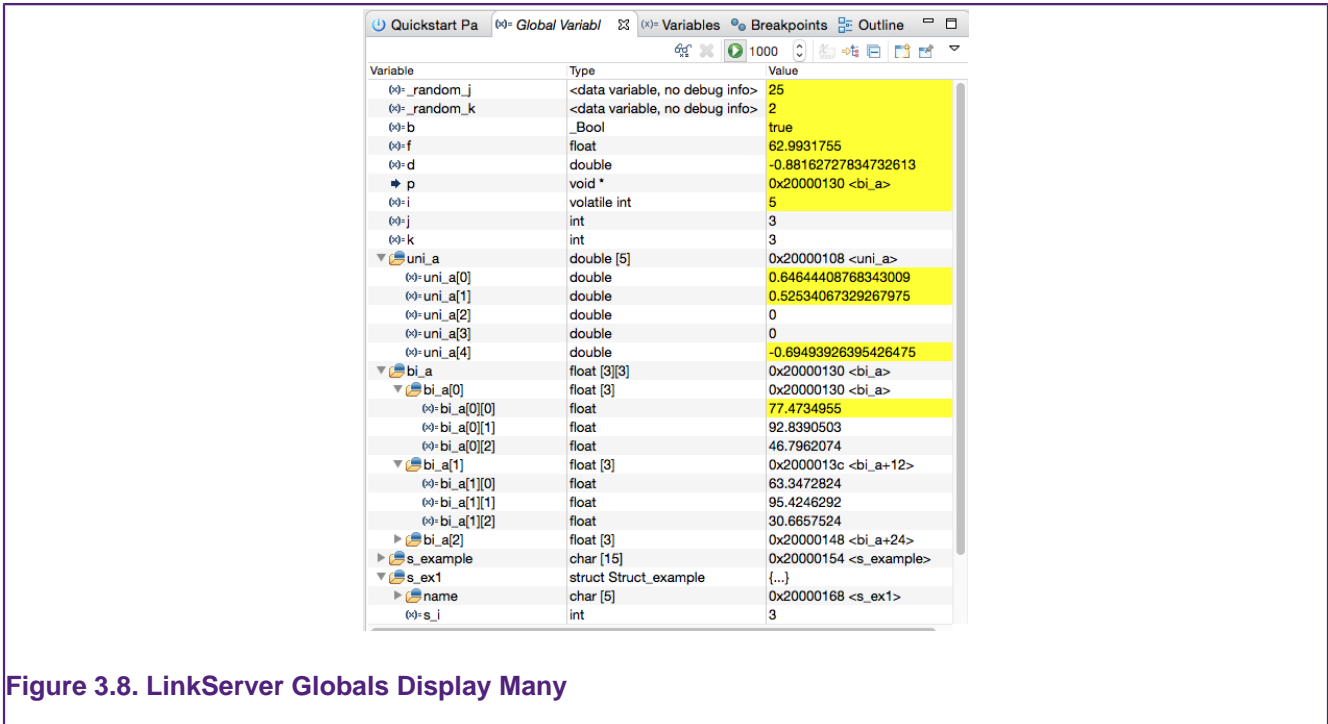 Quickstart Pa (x)= Global Variabl (x)= Variables Breakpoints Outline
1000
Variable Type Value
(x)= _random_j <data variable, no debug info> 25
(x)= _random_k <data variable, no debug info> 2
(x)= b _Bool true
(x)= f float 62.9931755
(x)= d double -0.88162727834732613
p void * 0x20000130 <bi_a>
(x)= i volatile int 5
(x)= j int 3
(x)= k int 3
uni_a double [5] 0x20000108 <uni_a>
(x)= uni_a[0] double 0.64644408768343009
(x)= uni_a[1] double 0.52534067329267975
(x)= uni_a[2] double 0
(x)= uni_a[3] double 0
(x)= uni_a[4] double -0.69493926395426475
bi_a float [3][3] 0x20000130 <bi_a>
bi_a[0] float [3] 0x20000130 <bi_a>
(x)= bi_a[0][0] float 77.4734955
(x)= bi_a[0][1] float 92.8390503
(x)= bi_a[0][2] float 46.7962074
bi_a[1] float [3] 0x2000013c <bi_a+12>
(x)= bi_a[1][0] float 63.3472824
(x)= bi_a[1][1] float 95.4246292
(x)= bi_a[1][2] float 30.6657524
bi_a[2] float [3] 0x20000148 <bi_a+24>
s_example char [15] 0x20000154 <s_example>
s_ex1 struct Struct_example {...}
name char [5] 0x20000168 <s_ex1>
(x)= s_i int 3
Figure 3.8. LinkServer Globals Display Many